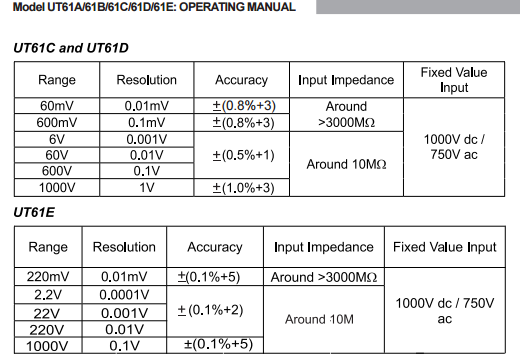 Model UT61A/61B/61C/61D/61E: OPERATING MANUAL
UT61C and UT61D
Range Resolution Accuracy Input Impedance Fixed Value Input
60mV 0.01mV ±(0.8%+3) Around >3000MΩ 1000V dc / 750V ac
600mV 0.1mV ±(0.8%+3)
6V 0.001V ±(0.5%+1) Around 10MΩ
60V 0.01V
600V 0.1V
1000V 1V ±(1.0%+3)
UT61E
Range Resolution Accuracy Input Impedance Fixed Value Input
220mV 0.01mV ±(0.1%+5) Around >3000MΩ 1000V dc / 750V ac
2.2V 0.0001V ±(0.1%+2) Around 10M
22V 0.001V
220V 0.01V
1000V 0.1V ±(0.1%+5)